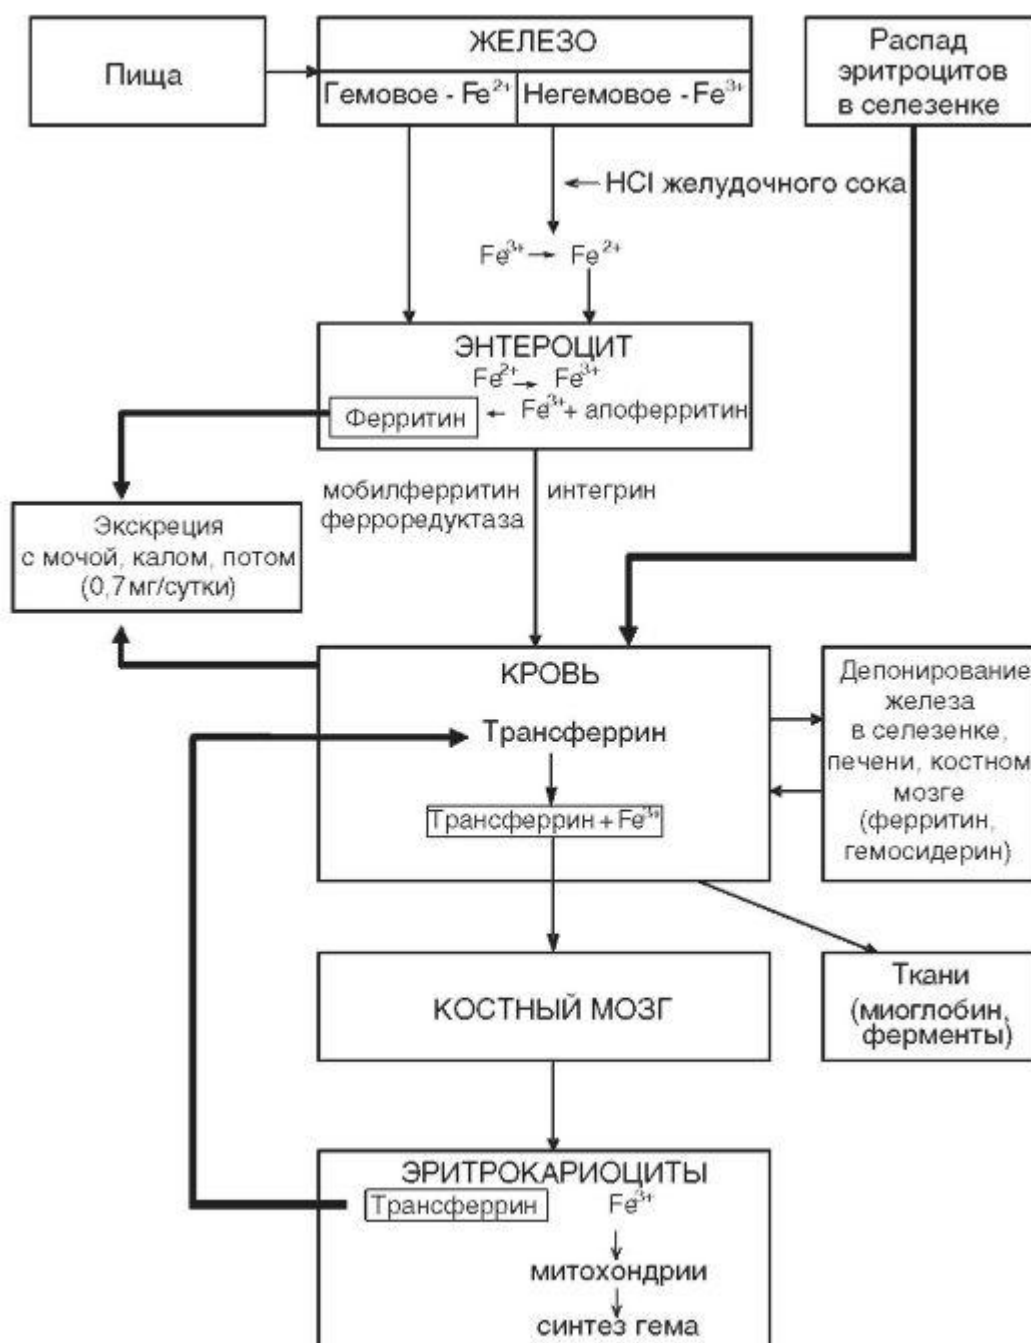 Пища
ЖЕЛЕЗО
Гемовое - Fe²⁺
Негемовое - Fe³⁺
Распад
эритроцитов
в селезенке
HCl желудочного сока
Fe³⁺ → Fe²⁺
ЭНТЕРОЦИТ
Fe²⁺ → Fe³⁺
Ферритин ← Fe³⁺ + апоферритин
мобилферритин
ферроредуктаза
интегрин
Экскреция
с мочой, калом, потом
(0,7 мг/сутки)
КРОВЬ
Трансферрин
Трансферрин + Fe³⁺
Депонирование
железа
в селезенке,
печени, костном
мозге
(ферритин,
гемосидерин)
КОСТНЫЙ МОЗГ
Ткани
(миоглобин,
ферменты)
ЭРИТРОКАРИОЦИТЫ
Трансферрин
Fe³⁺
митохондрии
синтез гема